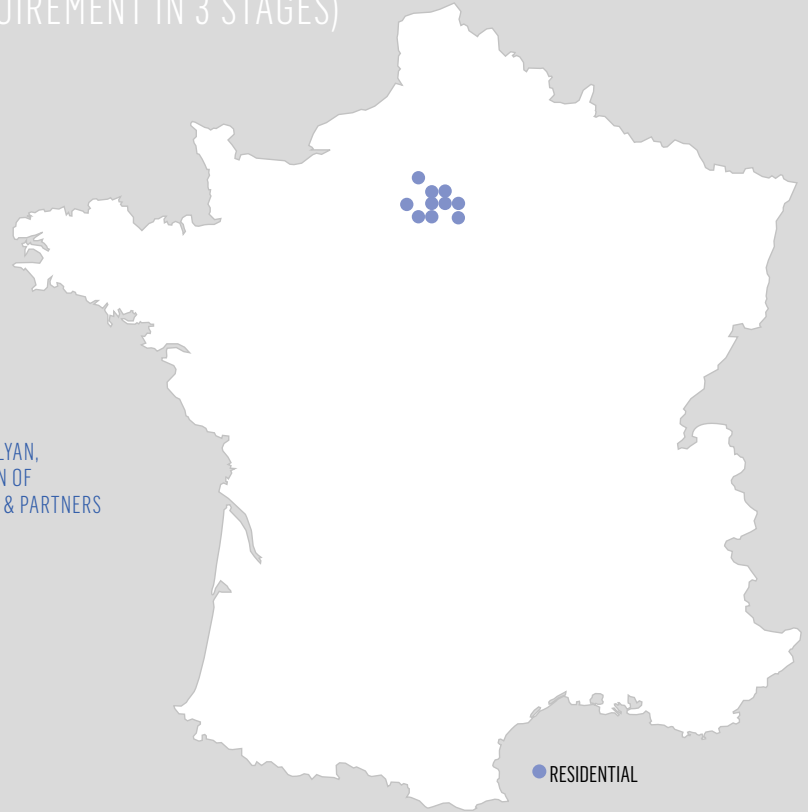 UIREMENT IN 3 STAGES)
LYAN,
N OF
& PARTNERS
RESIDENTIAL